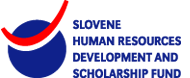 SLOVENE
HUMAN RESOURCES
DEVELOPMENT AND
SCHOLARSHIP FUND